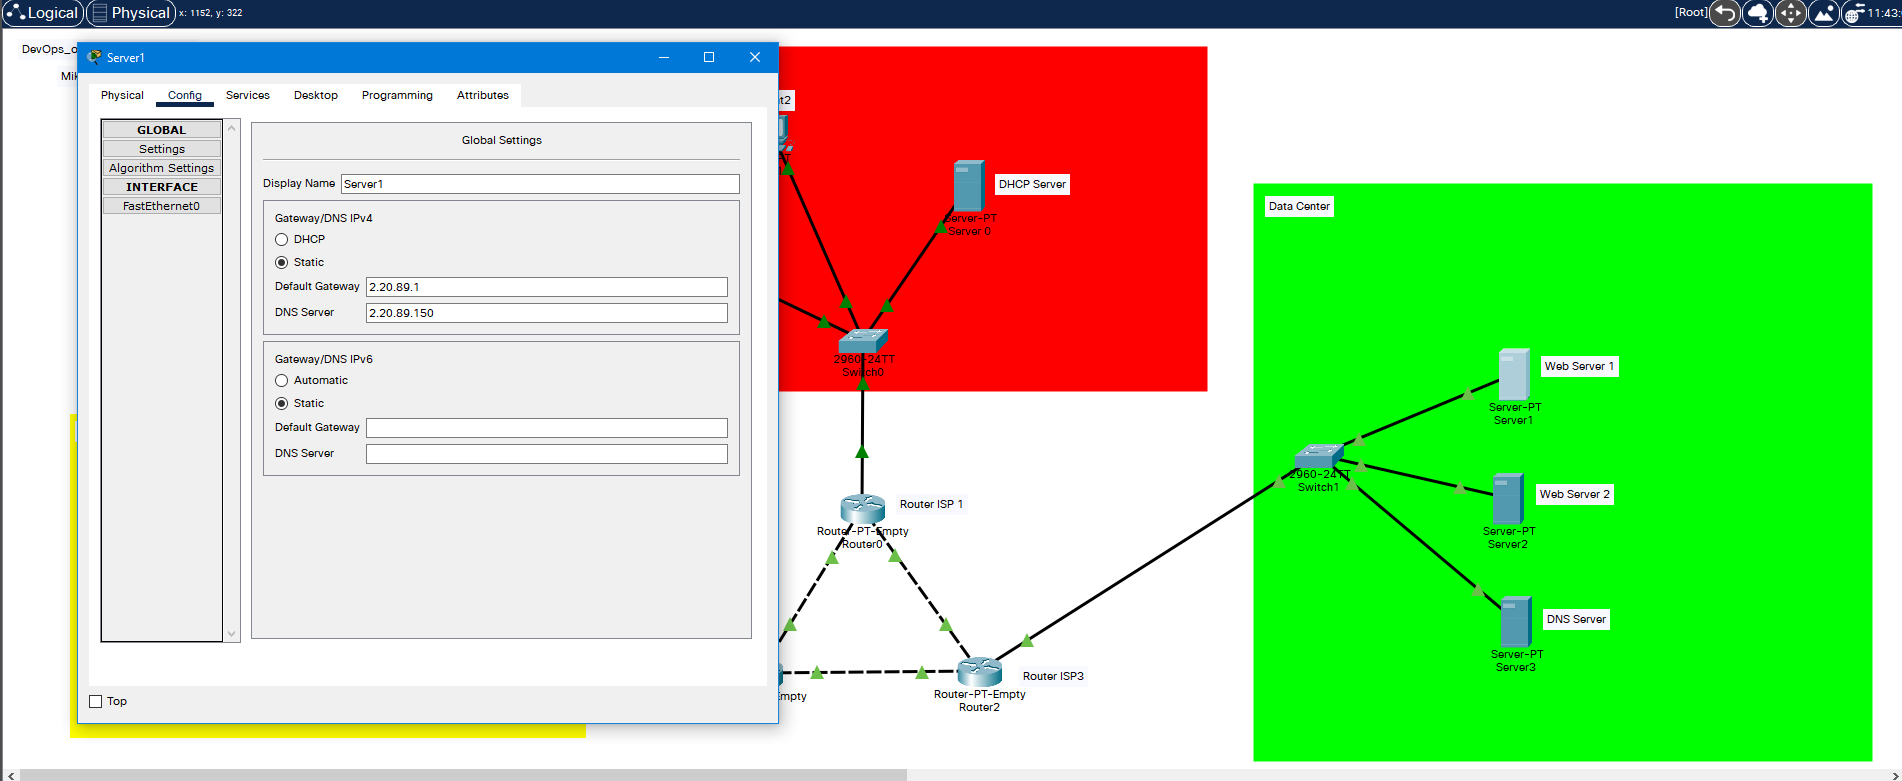 Logical
Physical
x: 1152, y: 322
[Root]
11:43:
DevOps_o
Mik
Server1
Physical
Config
Services
Desktop
Programming
Attributes
GLOBAL
Settings
Algorithm Settings
INTERFACE
FastEthernet0
Global Settings
Display Name
Server1
Gateway/DNS IPv4
DHCP
Static
Default Gateway
2.20.89.1
DNS Server
2.20.89.150
Gateway/DNS IPv6
Automatic
Static
Default Gateway
DNS Server
Top
t2
DHCP Server
Server-PT
Server 0
2960-24TT
Switch0
Router ISP 1
Router-PT-Empty
Router0
Empty
Router ISP3
Router-PT-Empty
Router2
Data Center
Web Server 1
Server-PT
Server1
2960-24TT
Switch1
Web Server 2
Server-PT
Server2
DNS Server
Server-PT
Server3